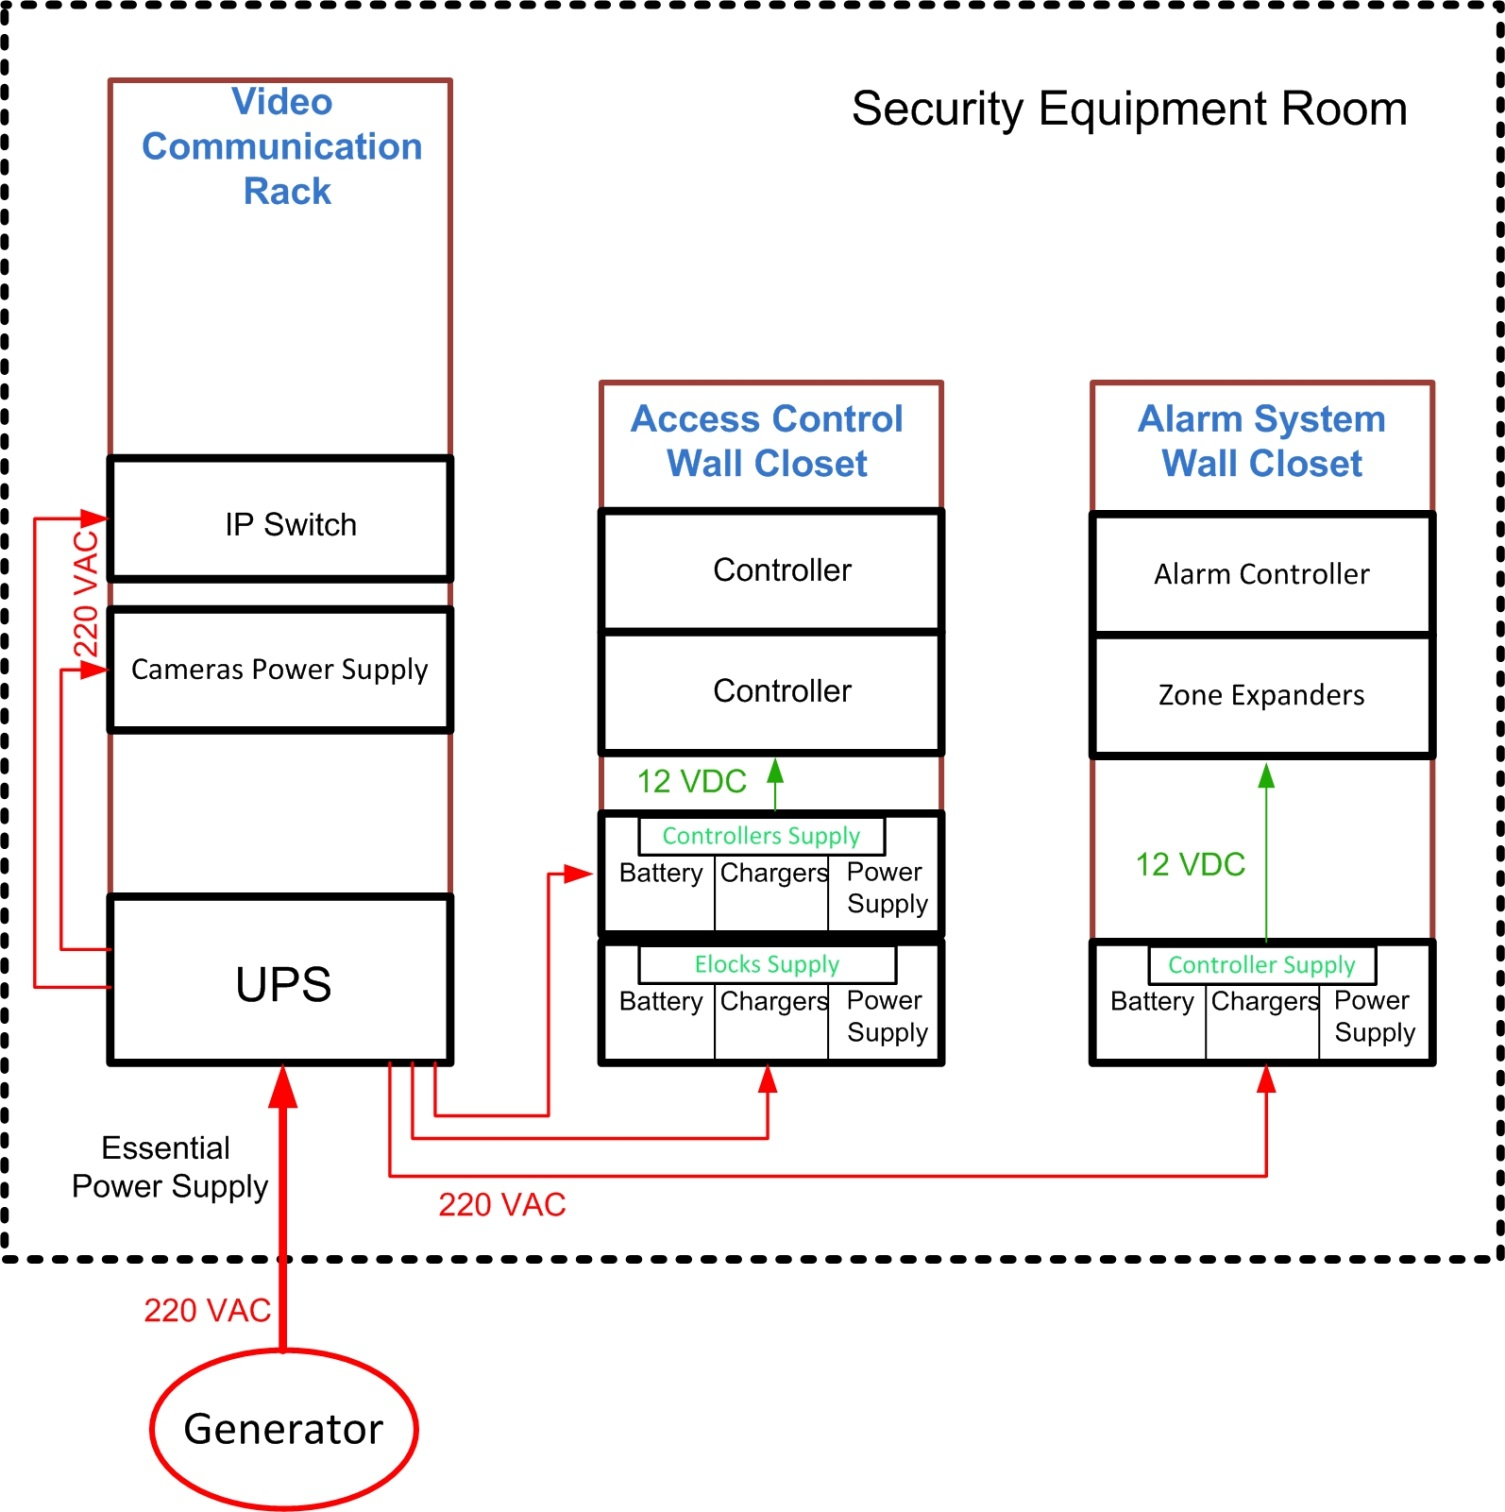 Security Equipment Room
Video
Communication
Rack
IP Switch
220 VAC
Cameras Power Supply
UPS
Access Control
Wall Closet
Controller
Controller
12 VDC
Controllers Supply
Battery
Chargers
Power
Supply
Elocks Supply
Battery
Chargers
Power
Supply
Alarm System
Wall Closet
Alarm Controller
Zone Expanders
12 VDC
Controller Supply
Battery
Chargers
Power
Supply
Essential
Power Supply
220 VAC
220 VAC
Generator